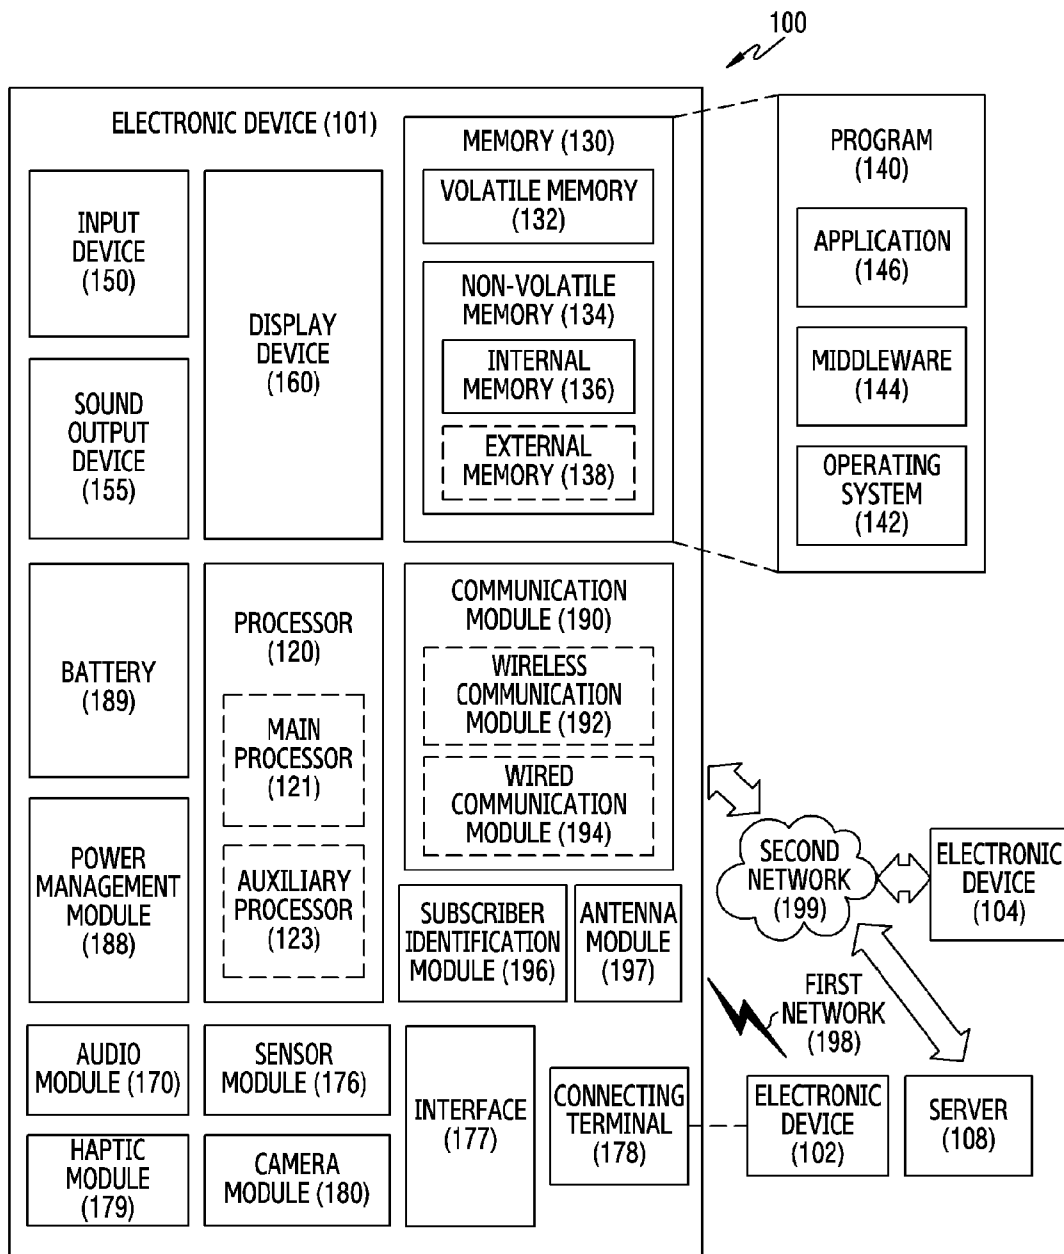 100
ELECTRONIC DEVICE (101)
INPUT
DEVICE
(150)
SOUND
OUTPUT
DEVICE
(155)
DISPLAY
DEVICE
(160)
MEMORY (130)
VOLATILE MEMORY
(132)
NON-VOLATILE
MEMORY (134)
INTERNAL
MEMORY (136)
EXTERNAL
MEMORY (138)
PROGRAM
(140)
APPLICATION
(146)
MIDDLEWARE
(144)
OPERATING
SYSTEM
(142)
BATTERY
(189)
POWER
MANAGEMENT
MODULE
(188)
PROCESSOR
(120)
MAIN
PROCESSOR
(121)
AUXILIARY
PROCESSOR
(123)
COMMUNICATION
MODULE (190)
WIRELESS
COMMUNICATION
MODULE (192)
WIRED
COMMUNICATION
MODULE (194)
SUBSCRIBER
IDENTIFICATION
MODULE (196)
ANTENNA
MODULE
(197)
SECOND
NETWORK
(199)
ELECTRONIC
DEVICE
(104)
FIRST
NETWORK
(198)
AUDIO
MODULE (170)
SENSOR
MODULE (176)
HAPTIC
MODULE
(179)
CAMERA
MODULE (180)
INTERFACE
(177)
CONNECTING
TERMINAL
(178)
ELECTRONIC
DEVICE
(102)
SERVER
(108)